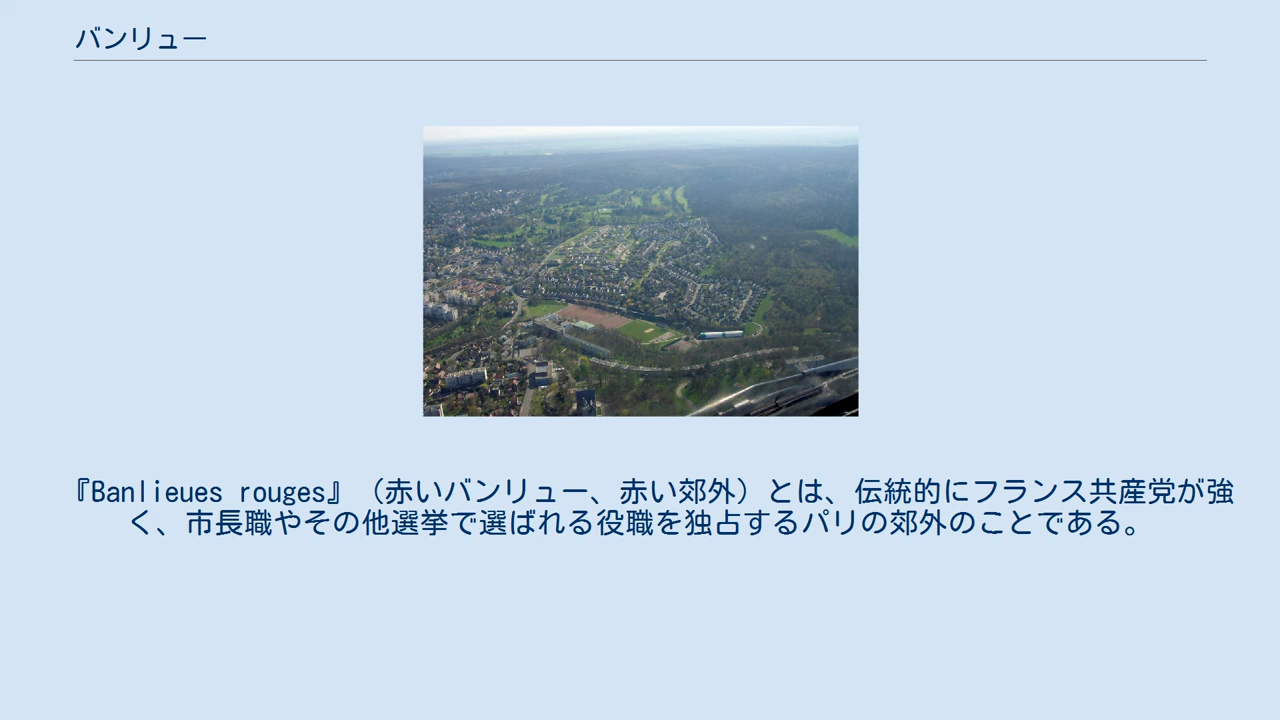 バンリュー
『Banlieues rouges』（赤いバンリュー、赤い郊外）とは、伝統的にフランス共産党が強
く、市長職やその他選挙で選ばれる役職を独占するパリの郊外のことである。